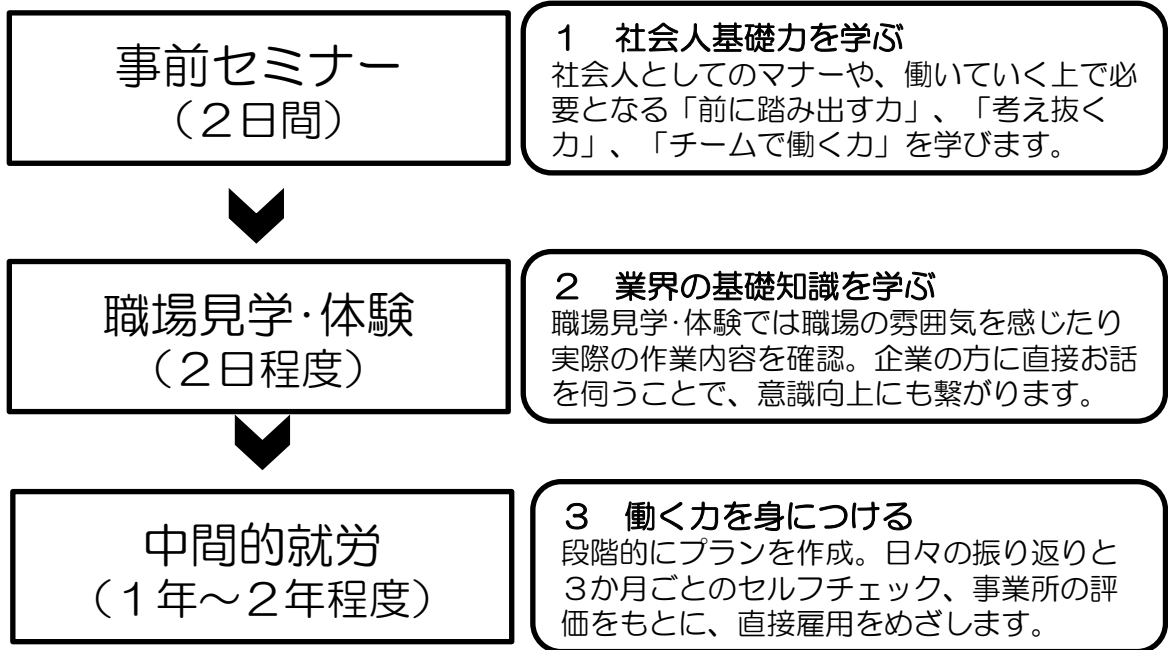 事前セミナー
（２日間）
１　社会人基礎力を学ぶ
社会人としてのマナーや、働いていく上で必
要となる「前に踏み出す力」、「考え抜く
力」、「チームで働く力」を学びます。
職場見学･体験
（２日程度）
２　業界の基礎知識を学ぶ
職場見学･体験では職場の雰囲気を感じたり
実際の作業内容を確認。企業の方に直接お話
を伺うことで、意識向上にも繋がります。
中間的就労
（１年～２年程度）
３　働く力を身につける
段階的にプランを作成。日々の振り返りと
３か月ごとのセルフチェック、事業所の評
価をもとに、直接雇用をめざします。